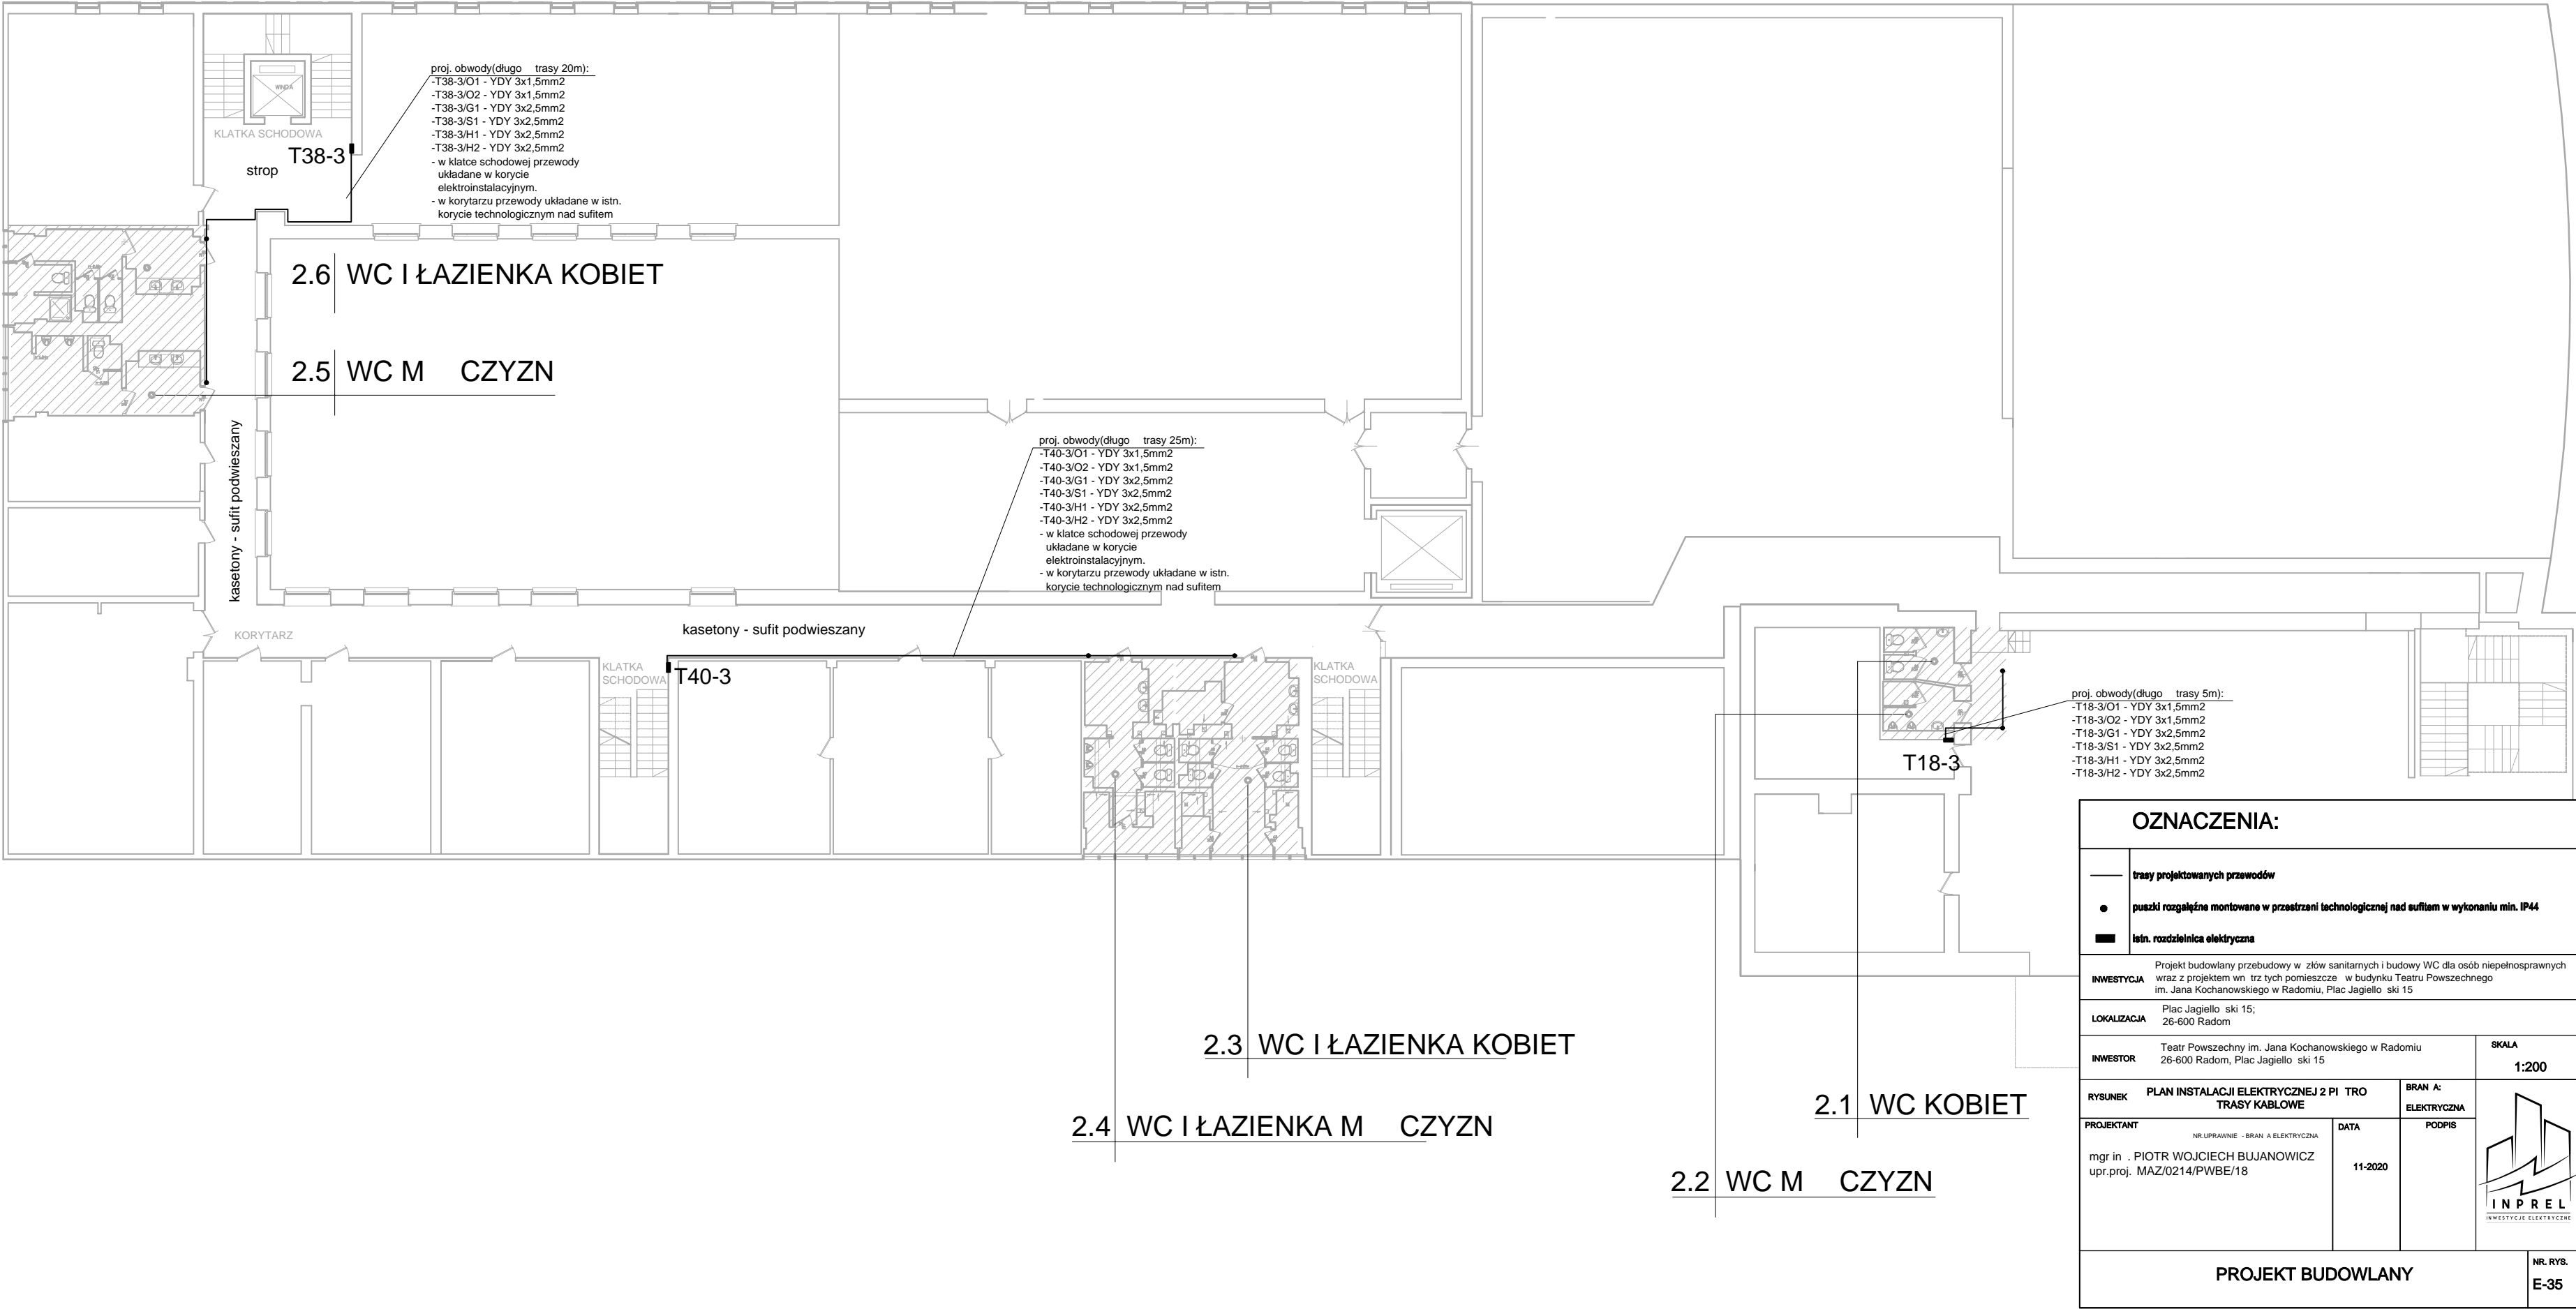 WINDA
KLATKA SCHODOWA
T38-3
strop
proj. obwody(długo trasy 20m):
-T38-3/O1 - YDY 3x1,5mm2
-T38-3/O2 - YDY 3x1,5mm2
-T38-3/G1 - YDY 3x2,5mm2
-T38-3/S1 - YDY 3x2,5mm2
-T38-3/H1 - YDY 3x2,5mm2
-T38-3/H2 - YDY 3x2,5mm2
- w klatce schodowej przewody
układane w korycie
elektroinstalacyjnym.
- w korytarzu przewody układane w istn.
korycie technologicznym nad sufitem
2.6 WC I ŁAZIENKA KOBIET
2.5 WC M CZYZN
kasetony - sufit podwieszany
proj. obwody(długo trasy 25m):
-T40-3/O1 - YDY 3x1,5mm2
-T40-3/O2 - YDY 3x1,5mm2
-T40-3/G1 - YDY 3x2,5mm2
-T40-3/S1 - YDY 3x2,5mm2
-T40-3/H1 - YDY 3x2,5mm2
-T40-3/H2 - YDY 3x2,5mm2
- w klatce schodowej przewody
układane w korycie
elektroinstalacyjnym.
- w korytarzu przewody układane w istn.
korycie technologicznym nad sufitem
KORYTARZ
kasetony - sufit podwieszany
KLATKA
SCHODOWA
T40-3
KLATKA
SCHODOWA
proj. obwody(długo trasy 5m):
-T18-3/O1 - YDY 3x1,5mm2
-T18-3/O2 - YDY 3x1,5mm2
-T18-3/G1 - YDY 3x2,5mm2
-T18-3/S1 - YDY 3x2,5mm2
-T18-3/H1 - YDY 3x2,5mm2
-T18-3/H2 - YDY 3x2,5mm2
T18-3
2.3 WC I ŁAZIENKA KOBIET
2.4 WC I ŁAZIENKA M CZYZN
2.1 WC KOBIET
2.2 WC M CZYZN
OZNACZENIA:
trasy projektowanych przewodów
puszki rozgałęźne montowane w przestrzeni technologicznej nad sufitem w wykonaniu min. IP44
istn. rozdzielnica elektryczna
INWESTYCJA
Projekt budowlany przebudowy w złów sanitarnych i budowy WC dla osób niepełnosprawnych
wraz z projektem wn trz tych pomieszcze w budynku Teatru Powszechnego
im. Jana Kochanowskiego w Radomiu, Plac Jagiello ski 15
LOKALIZACJA
Plac Jagiello ski 15;
26-600 Radom
INWESTOR
Teatr Powszechny im. Jana Kochanowskiego w Radomiu
26-600 Radom, Plac Jagiello ski 15
SKALA
1:200
RYSUNEK
PLAN INSTALACJI ELEKTRYCZNEJ 2 PI TRO
TRASY KABLOWE
BRAN A:
ELEKTRYCZNA
PROJEKTANT
NR.UPRAWNIE - BRAN A ELEKTRYCZNA
mgr in . PIOTR WOJCIECH BUJANOWICZ
upr.proj. MAZ/0214/PWBE/18
DATA
11-2020
PODPIS
INPREL
INWESTYCJE ELEKTRYCZNE
PROJEKT BUDOWLANY
NR. RYS.
E-35